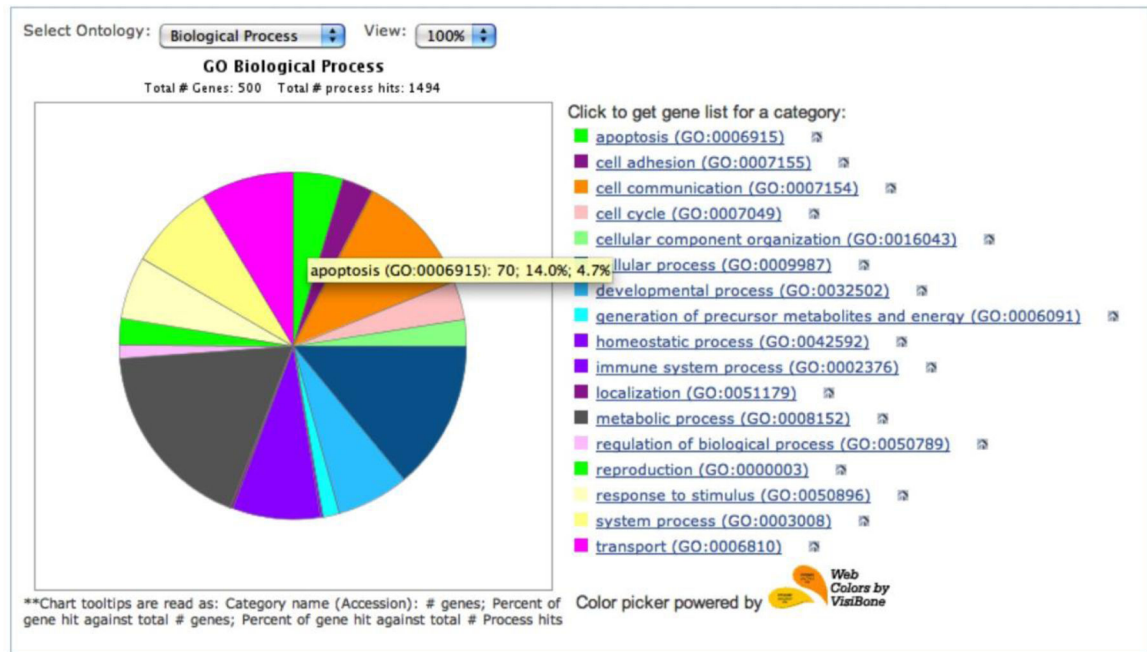 Select Ontology: Biological Process View: 100%
GO Biological Process
Total # Genes: 500 Total # process hits: 1494
Click to get gene list for a category:
apoptosis (GO:0006915)
cell adhesion (GO:0007155)
cell communication (GO:0007154)
cell cycle (GO:0007049)
cellular component organization (GO:0016043)
apoptosis (GO:0006915): 70; 14.0%; 4.7%
ellular process (GO:0009987)
developmental process (GO:0032502)
generation of precursor metabolites and energy (GO:0006091)
homeostatic process (GO:0042592)
immune system process (GO:0002376)
localization (GO:0051179)
metabolic process (GO:0008152)
regulation of biological process (GO:0050789)
reproduction (GO:0000003)
response to stimulus (GO:0050896)
system process (GO:0003008)
transport (GO:0006810)
**Chart tooltips are read as: Category name (Accession): # genes; Percent of
gene hit against total # genes; Percent of gene hit against total # Process hits
Color picker powered by
Web
Colors by
VisiBone